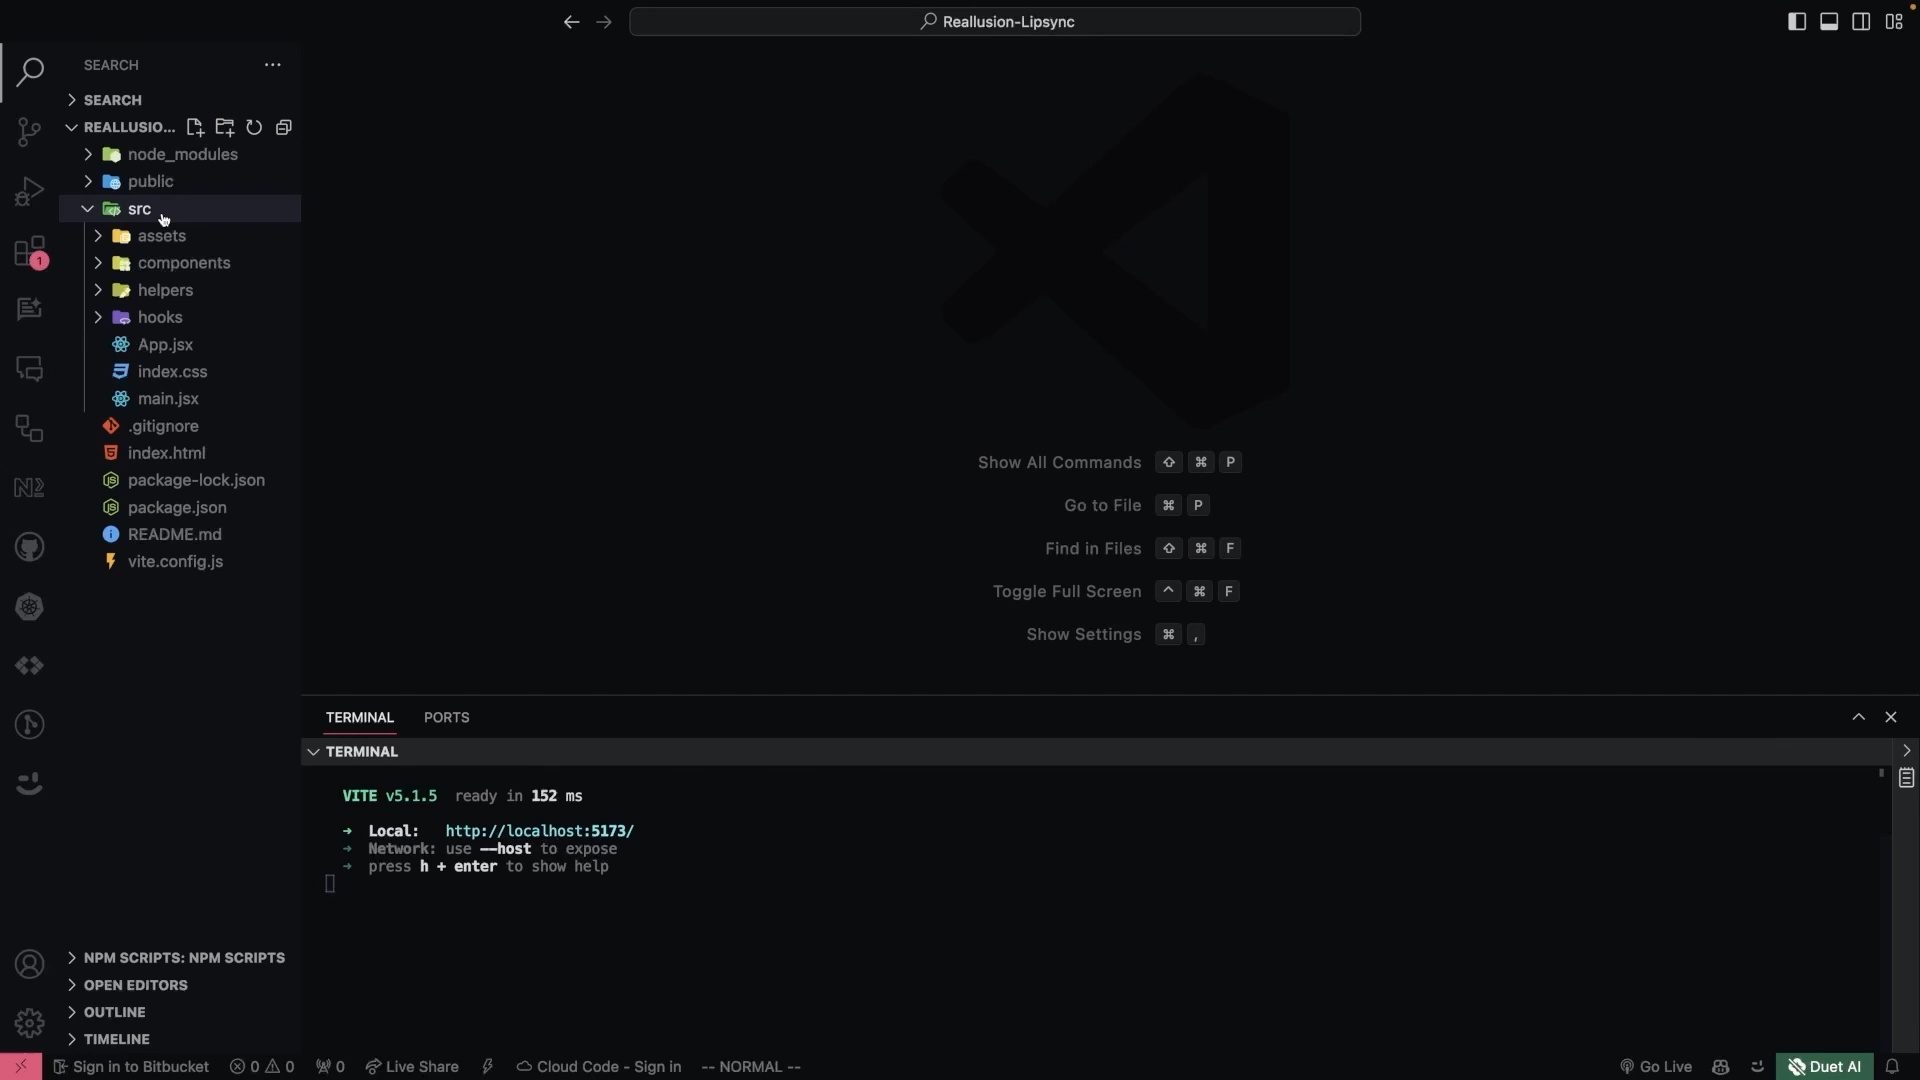 Reallusion-Lipsync
SEARCH
SEARCH
REALLUSIO...
node_modules
public
src
assets
components
helpers
hooks
App.jsx
index.css
main.jsx
.gitignore
index.html
package-lock.json
package.json
README.md
vite.config.js
1
Show All Commands ⇧ ⌘ P
Go to File ⌘ P
Find in Files ⇧ ⌘ F
Toggle Full Screen ^ ⌘ F
Show Settings ⌘ ,
TERMINAL PORTS
TERMINAL
VITE v5.1.5 ready in 152 ms
➜ Local: http://localhost:5173/
➜ Network: use --host to expose
➜ press h + enter to show help
NPM SCRIPTS: NPM SCRIPTS
OPEN EDITORS
OUTLINE
TIMELINE
Sign in to Bitbucket 0 0 0 Live Share Cloud Code - Sign in -- NORMAL -- Go Live Duet AI